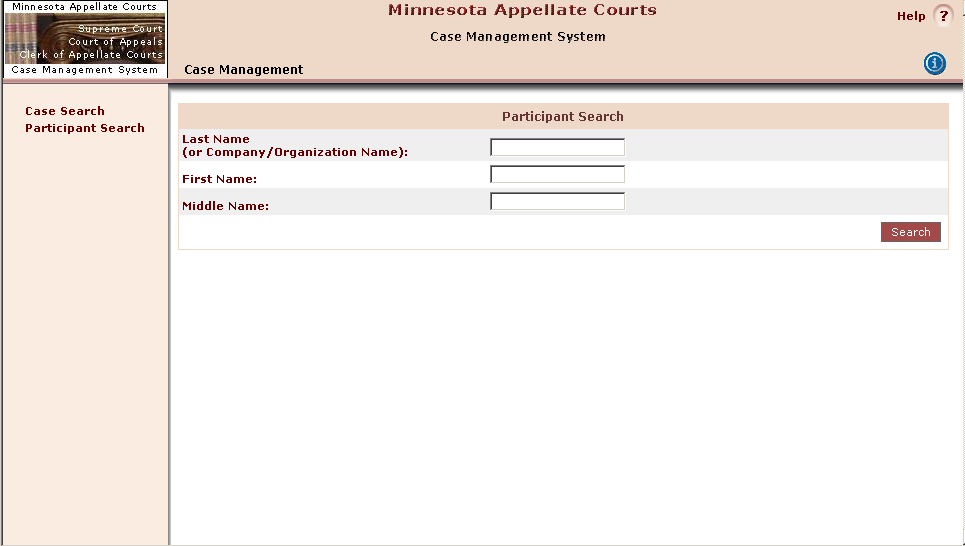 Minnesota Appellate Courts
Supreme Court
Court of Appeals
Clerk of Appellate Courts
Case Management System
Minnesota Appellate Courts
Case Management System
Case Management
Help ?
i
Case Search
Participant Search
Participant Search
Last Name
(or Company/Organization Name):
First Name:
Middle Name:
Search